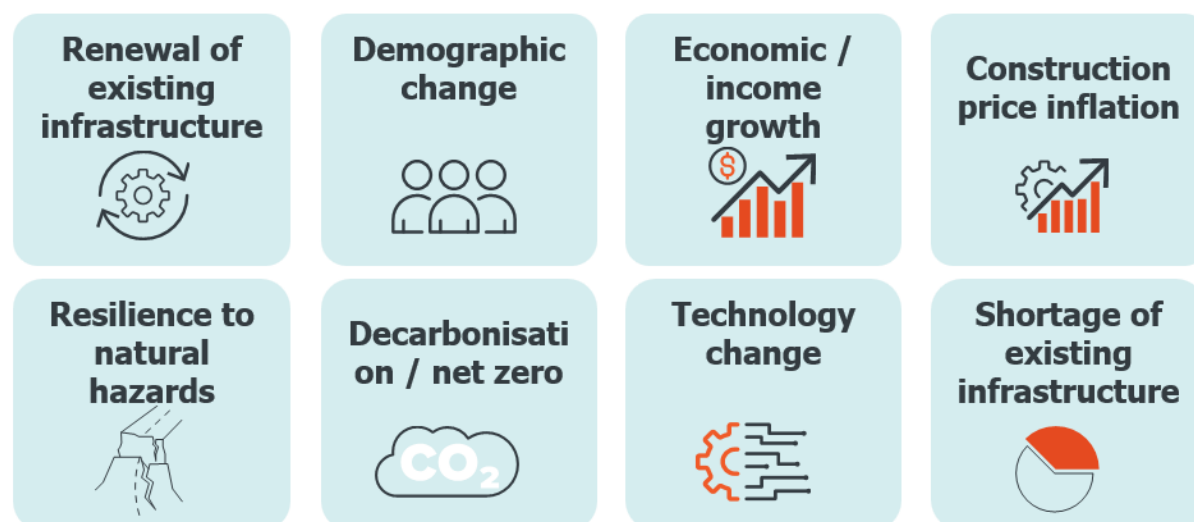 Renewal of
existing
infrastructure
Demographic
change
Economic /
income
growth
$
Construction
price inflation
Resilience to
natural
hazards
Decarbonisati
on / net zero
CO₂
Technology
change
Shortage of
existing
infrastructure